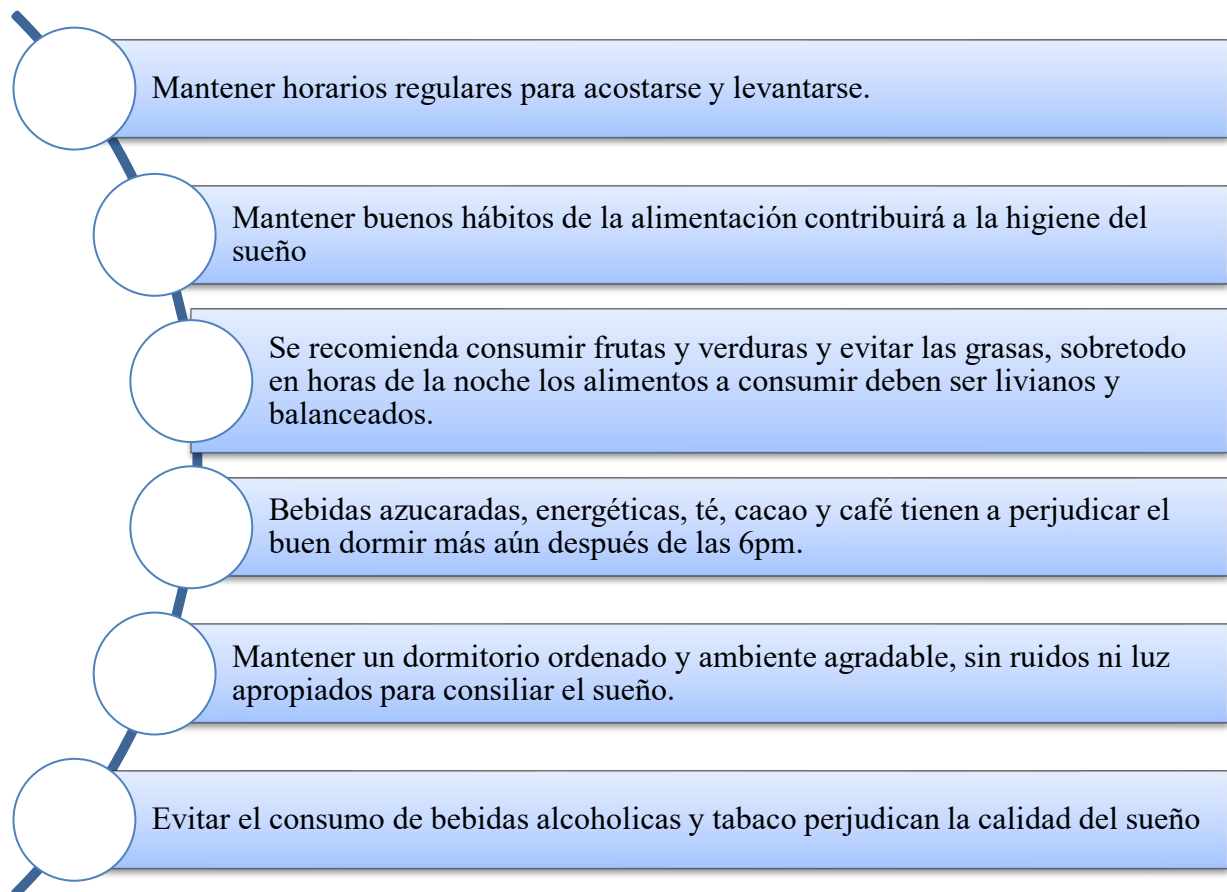 Mantener horarios regulares para acostarse y levantarse.
Mantener buenos hábitos de la alimentación contribuirá a la higiene del
sueño
Se recomienda consumir frutas y verduras y evitar las grasas, sobretodo
en horas de la noche los alimentos a consumir deben ser livianos y
balanceados.
Bebidas azucaradas, energéticas, té, cacao y café tienen a perjudicar el
buen dormir más aún después de las 6pm.
Mantener un dormitorio ordenado y ambiente agradable, sin ruidos ni luz
apropiados para consiliar el sueño.
Evitar el consumo de bebidas alcoholicas y tabaco perjudican la calidad del sueño